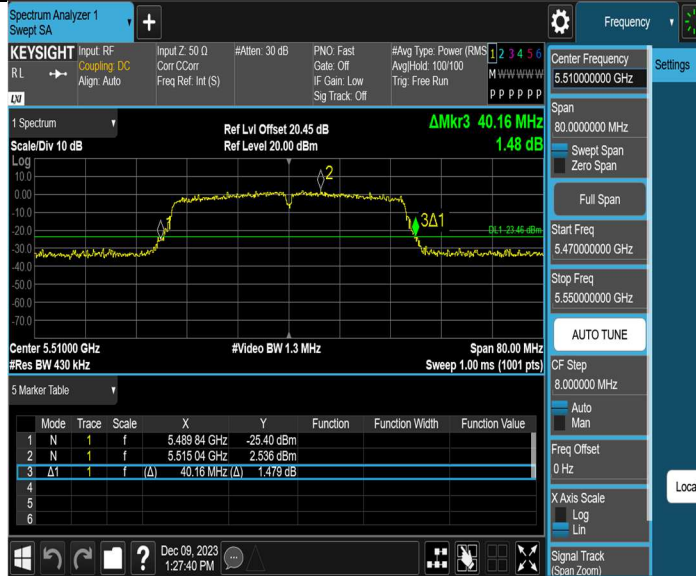 Spectrum Analyzer 1
Swept SA
Frequency
KEYSIGHT
RL
LXI
Input: RF
Coupling: DC
Align: Auto
Input Z: 50 Ω
Corr CCorr
Freq Ref: Int (S)
#Atten: 30 dB
PNO: Fast
Gate: Off
IF Gain: Low
Sig Track: Off
#Avg Type: Power (RMS
Avg|Hold: 100/100
Trig: Free Run
1 2 3 4 5 6
M W W W W W
P P P P P P
1 Spectrum
Scale/Div 10 dB
Ref Lvl Offset 20.45 dB
Ref Level 20.00 dBm
ΔMkr3 40.16 MHz
1.48 dB
Log
10.0
0.00
-10.0
-20.0
-30.0
-40.0
-50.0
-60.0
-70.0
1
2
3Δ1
DL1 -23.46 dBm
Center 5.51000 GHz
#Res BW 430 kHz
#Video BW 1.3 MHz
Span 80.00 MHz
Sweep 1.00 ms (1001 pts)
5 Marker Table
Mode Trace Scale X Y Function Function Width Function Value
1 N 1 f 5.489 84 GHz -25.40 dBm
2 N 1 f 5.515 04 GHz 2.536 dBm
3 Δ1 1 f (Δ) 40.16 MHz (Δ) 1.479 dB
4
5
6
Dec 09, 2023
1:27:40 PM
Center Frequency
5.510000000 GHz
Span
80.0000000 MHz
Swept Span
Zero Span
Full Span
Start Freq
5.470000000 GHz
Stop Freq
5.550000000 GHz
AUTO TUNE
CF Step
8.000000 MHz
Auto
Man
Freq Offset
0 Hz
X Axis Scale
Log
Lin
Signal Track
(Span Zoom)
Settings
Loca